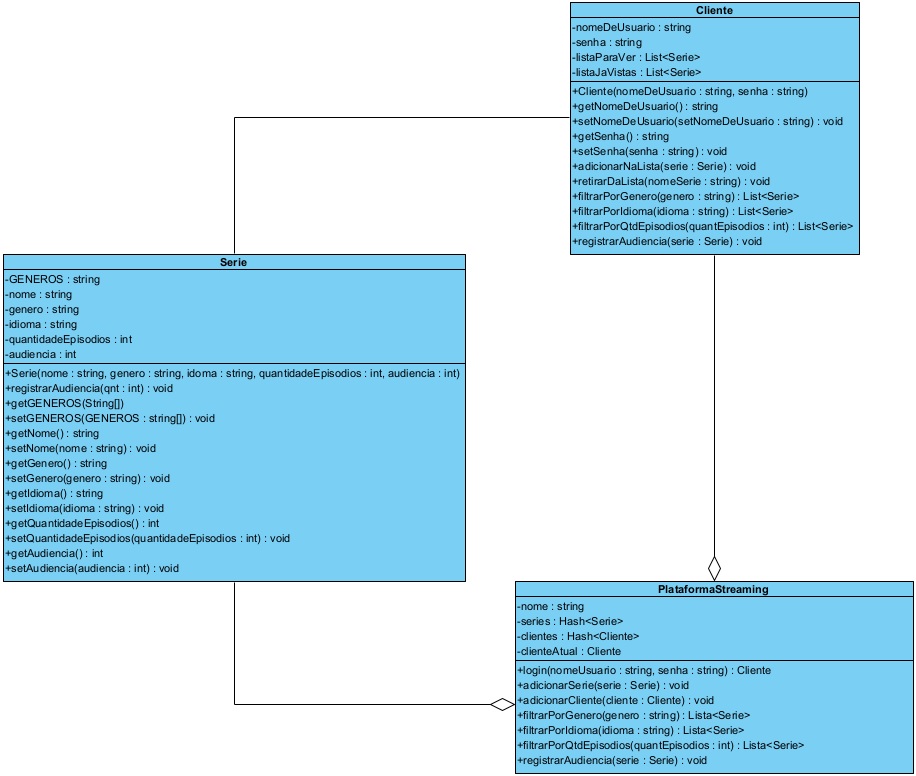 Cliente
-nomeDeUsuario : string
-senha : string
-listaParaVer : List<Serie>
-listaJaVistas : List<Serie>
+Cliente(nomeDeUsuario : string, senha : string)
+getNomeDeUsuario() : string
+setNomeDeUsuario(setNomeDeUsuario : string) : void
+getSenha() : string
+setSenha(senha : string) : void
+adicionarNaLista(serie : Serie) : void
+retirarDaLista(nomeSerie : string) : void
+filtrarPorGenero(genero : string) : List<Serie>
+filtrarPorIdioma(idioma : string) : List<Serie>
+filtrarPorQtdEpisodios(quantEpisodios : int) : List<Serie>
+registrarAudiencia(serie : Serie) : void
Serie
-GENEROS : string
-nome : string
-genero : string
-idioma : string
-quantidadeEpisodios : int
-audiencia : int
+Serie(nome : string, genero : string, idoma : string, quantidadeEpisodios : int, audiencia : int)
+registrarAudiencia(qnt : int) : void
+getGENEROS(String[])
+setGENEROS(GENEROS : string[]) : void
+getNome() : string
+setNome(nome : string) : void
+getGenero() : string
+setGenero(genero : string) : void
+getIdioma() : string
+setIdioma(idioma : string) : void
+getQuantidadeEpisodios() : int
+setQuantidadeEpisodios(quantidadeEpisodios : int) : void
+getAudiencia() : int
+setAudiencia(audiencia : int) : void
PlataformaStreaming
-nome : string
-series : Hash<Serie>
-clientes : Hash<Cliente>
-clienteAtual : Cliente
+login(nomeUsuario : string, senha : string) : Cliente
+adicionarSerie(serie : Serie) : void
+adicionarCliente(cliente : Cliente) : void
+filtrarPorGenero(genero : string) : Lista<Serie>
+filtrarPorIdioma(idioma : string) : Lista<Serie>
+filtrarPorQtdEpisodios(quantEpisodios : int) : Lista<Serie>
+registrarAudiencia(serie : Serie) : void